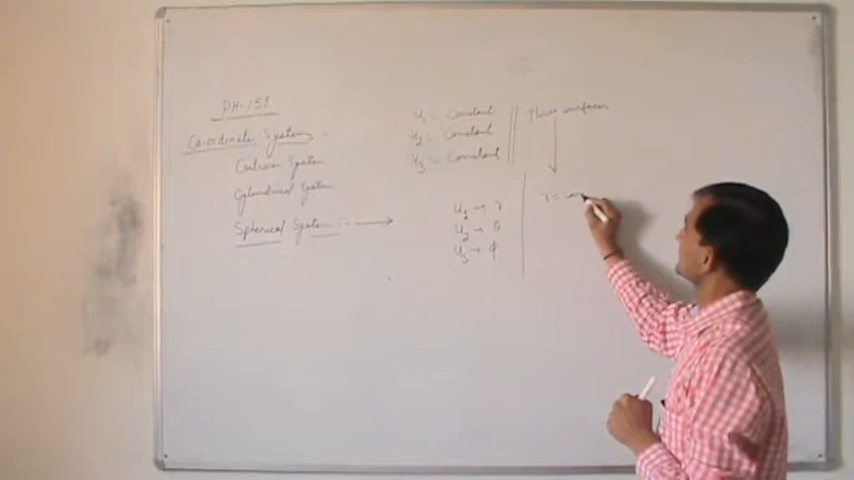 PH-151
Co-ordinate System
Cartesian System
Cylindrical System
Spherical System :- →
u₁ = Constant
u₂ = Constant
u₃ = Constant
Three surfaces
u₁ → r
u₂ → θ
u₃ → φ
r = con